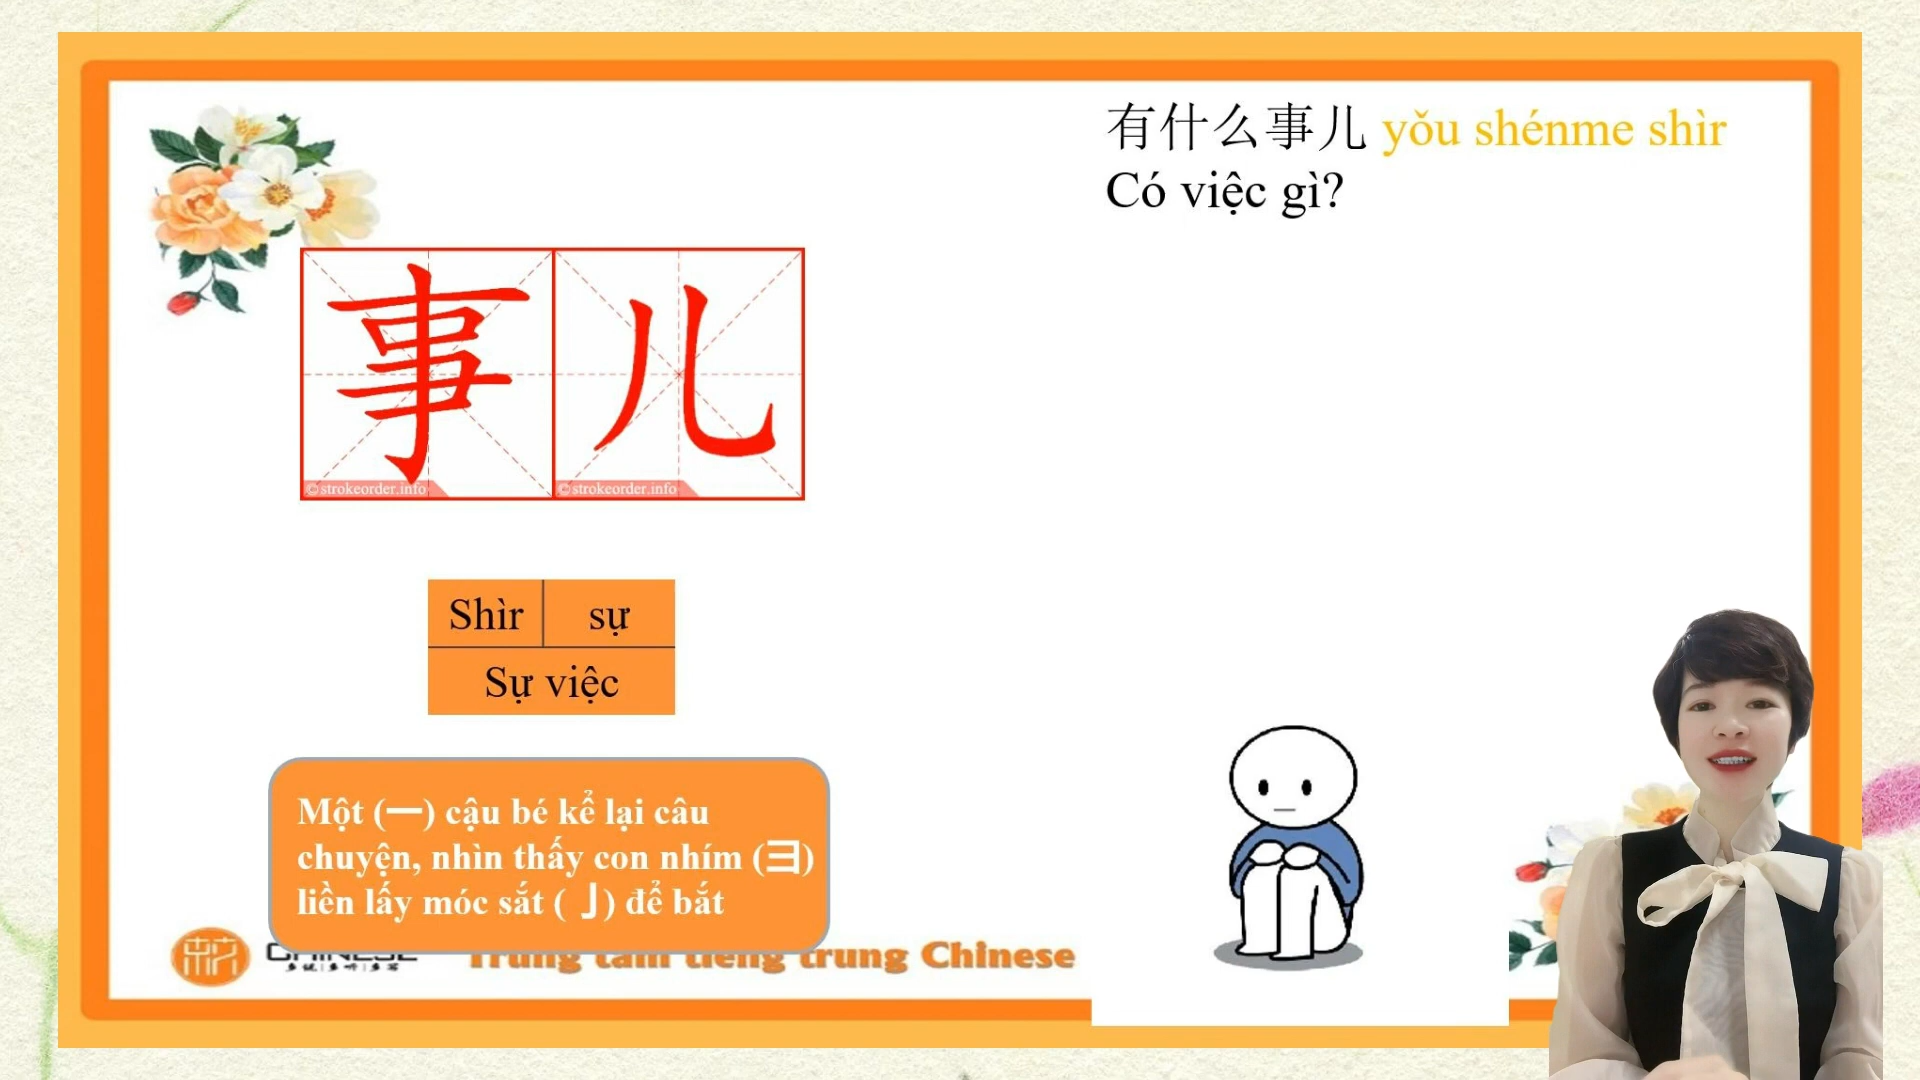 有什么事儿 yǒu shénme shìr
Có việc gì?
事儿
©strokeorder.info ©strokeorder.info
Shìr sự
Sự việc
Một (一) cậu bé kể lại câu
chuyện, nhìn thấy con nhím (彐)
liền lấy móc sắt (亅) để bắt
CHINESE
Trung tâm tiếng trung Chinese